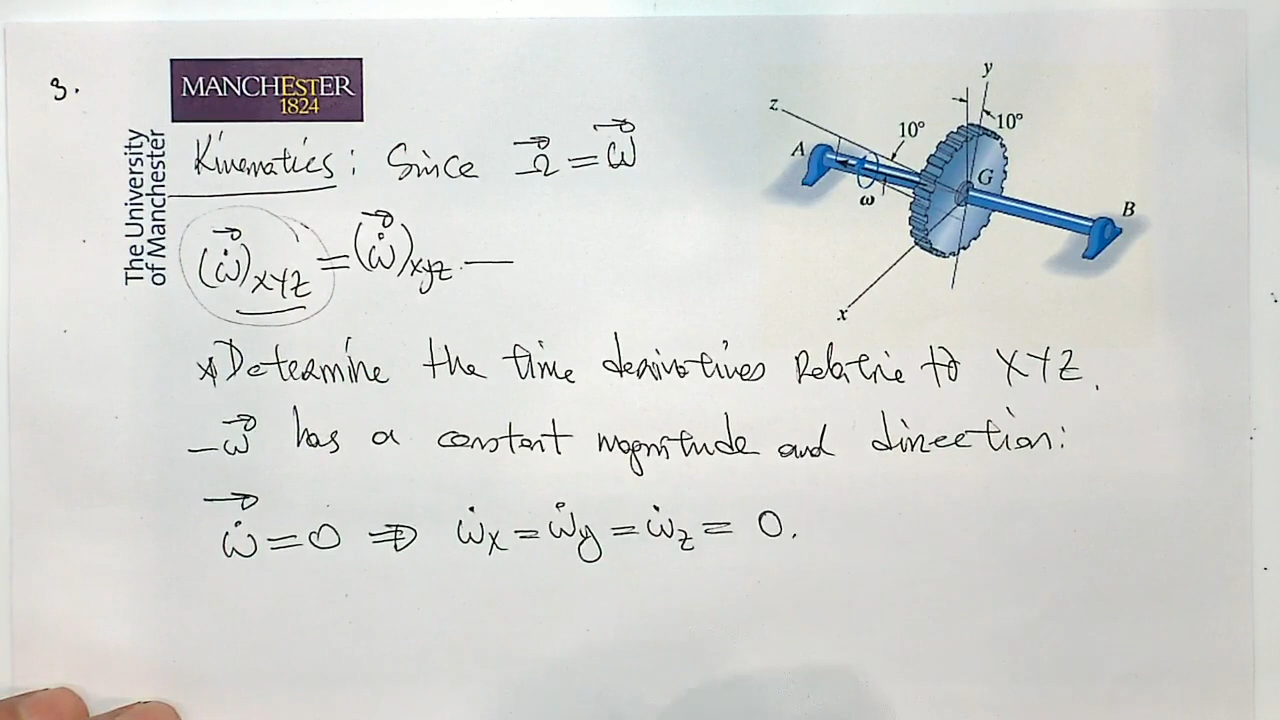 3.
MANCHESTER
1824
The University
of Manchester
Kinematics: Since Ω⃗ = ω⃗
(ω̇⃗)XYZ = (ω̇⃗)xyz —
*Determine the time derivatives Relative to XYZ.
– ω⃗ has a constant magnitude and direction:
ω̇⃗ = 0 ⇒ ω̇x = ω̇y = ω̇z = 0.
y
z
10°
10°
A
G
ω
B
x